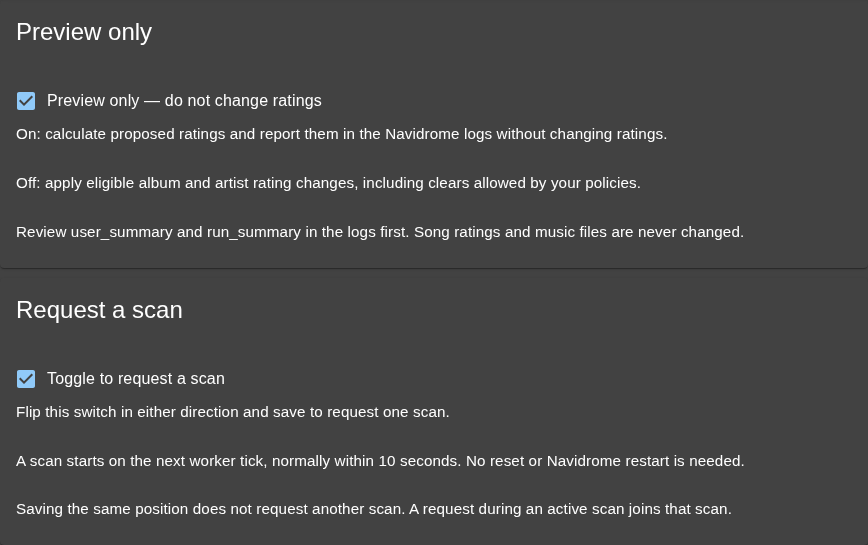 Preview only
Preview only — do not change ratings
On: calculate proposed ratings and report them in the Navidrome logs without changing ratings.
Off: apply eligible album and artist rating changes, including clears allowed by your policies.
Review user_summary and run_summary in the logs first. Song ratings and music files are never changed.
Request a scan
Toggle to request a scan
Flip this switch in either direction and save to request one scan.
A scan starts on the next worker tick, normally within 10 seconds. No reset or Navidrome restart is needed.
Saving the same position does not request another scan. A request during an active scan joins that scan.